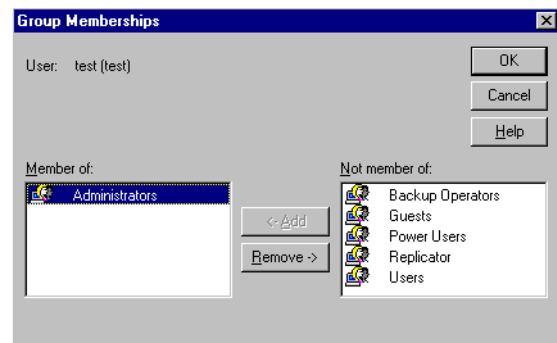 Group Memberships
User: test (test)
OK
Cancel
Help
Member of:
Administrators
<- Add
Remove ->
Not member of:
Backup Operators
Guests
Power Users
Replicator
Users